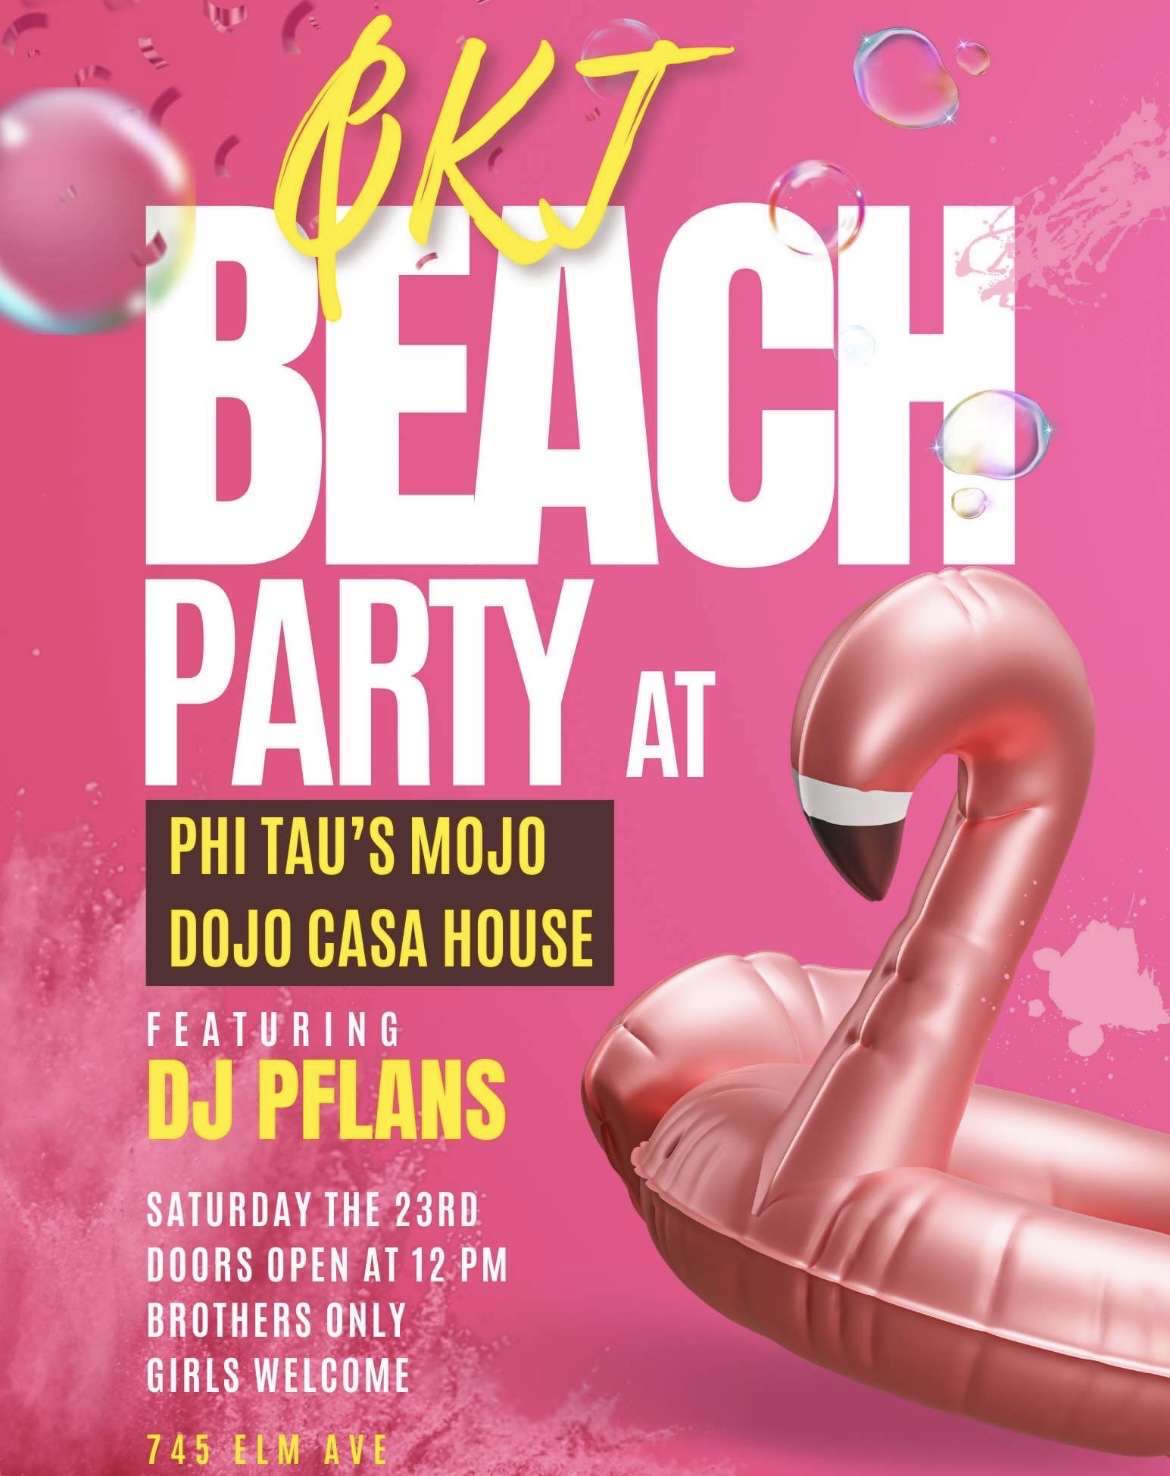 ΦKT
BEACH
PARTY AT
PHI TAU'S MOJO
DOJO CASA HOUSE
FEATURING
DJ PFLANS
SATURDAY THE 23RD
DOORS OPEN AT 12 PM
BROTHERS ONLY
GIRLS WELCOME
745 ELM AVE